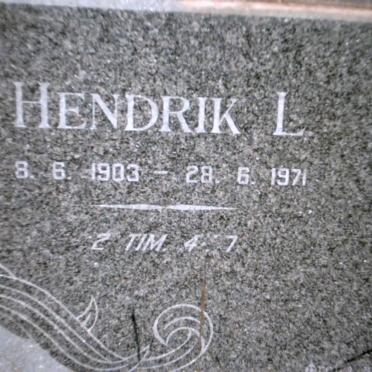 HENDRIK L.
8. 6. 1903 – 28. 6. 1971
2 TIM. 4: 7